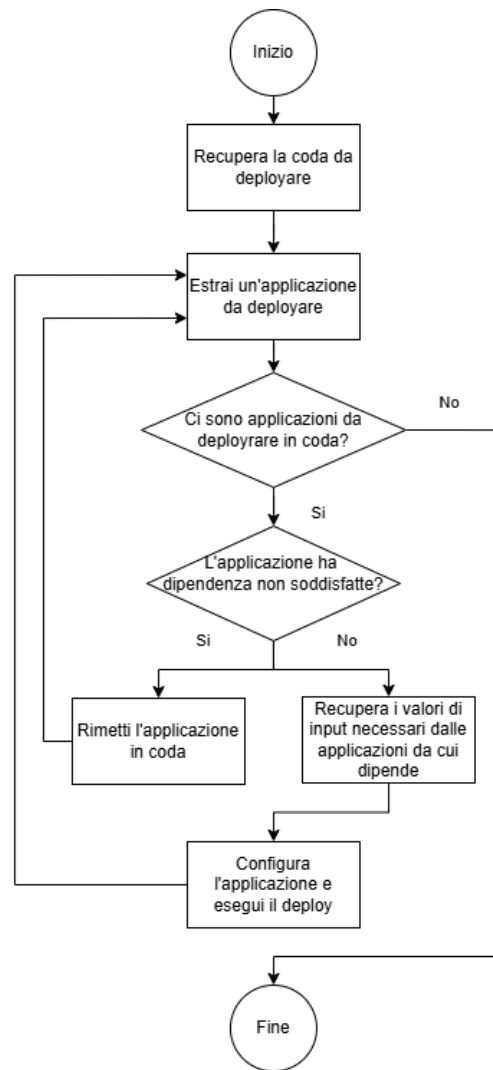 Inizio
Recupera la coda da
deployare
Estrai un'applicazione
da deployare
Ci sono applicazioni da
deployrare in coda?
No
Si
L'applicazione ha
dipendenza non soddisfatte?
Si
No
Rimetti l'applicazione
in coda
Recupera i valori di
input necessari dalle
applicazioni da cui
dipende
Configura
l'applicazione e
esegui il deploy
Fine